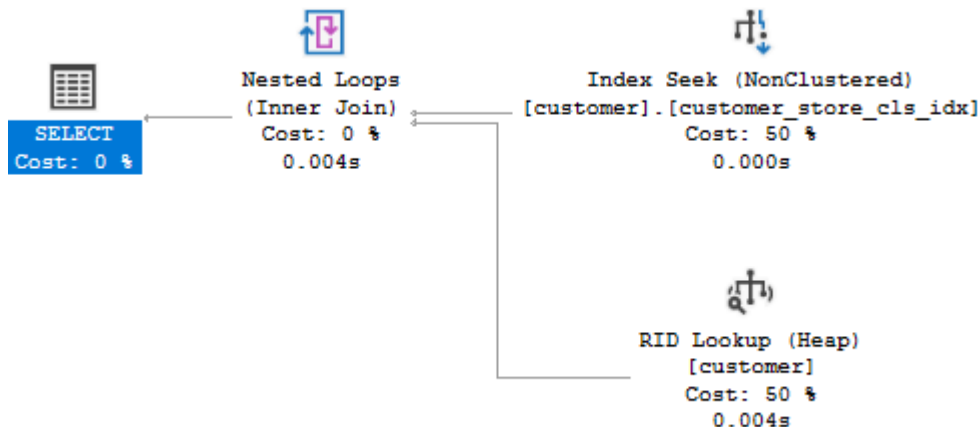 SELECT
Cost: 0 %
Nested Loops
(Inner Join)
Cost: 0 %
0.004s
Index Seek (NonClustered)
[customer].[customer_store_cls_idx]
Cost: 50 %
0.000s
RID Lookup (Heap)
[customer]
Cost: 50 %
0.004s